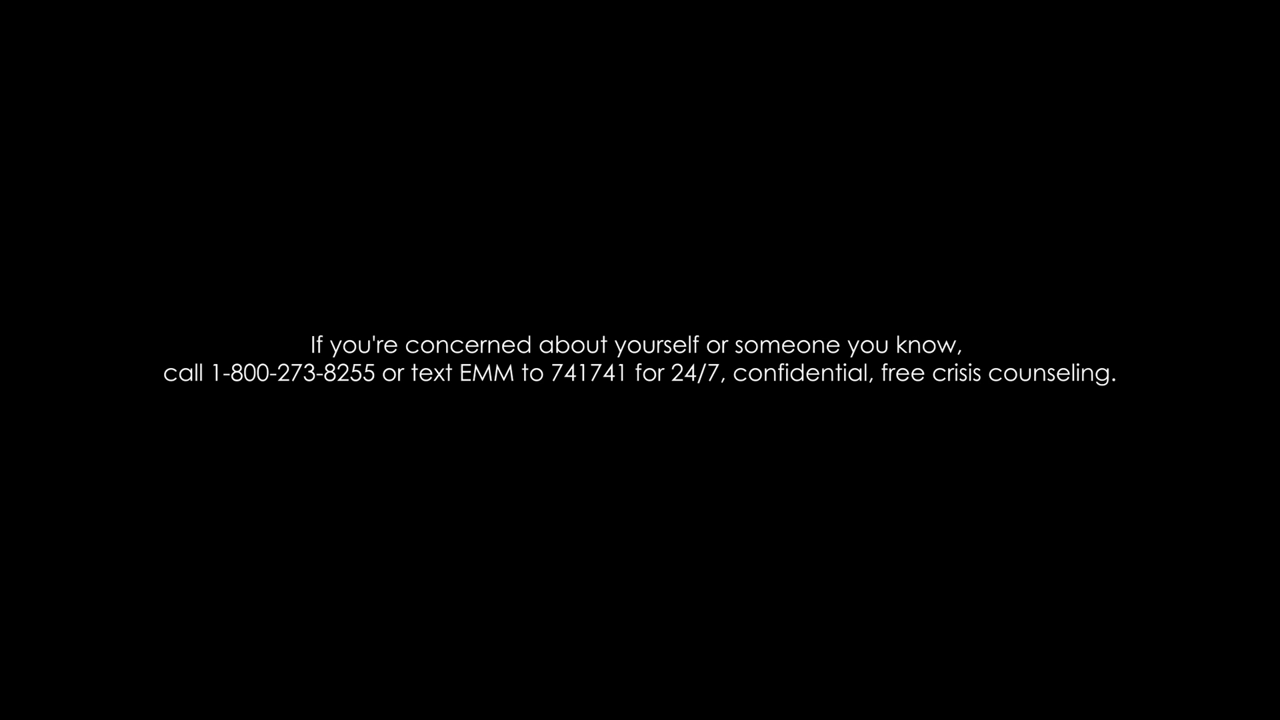 If you're concerned about yourself or someone you know,
call 1-800-273-8255 or text EMM to 741741 for 24/7, confidential, free crisis counseling.